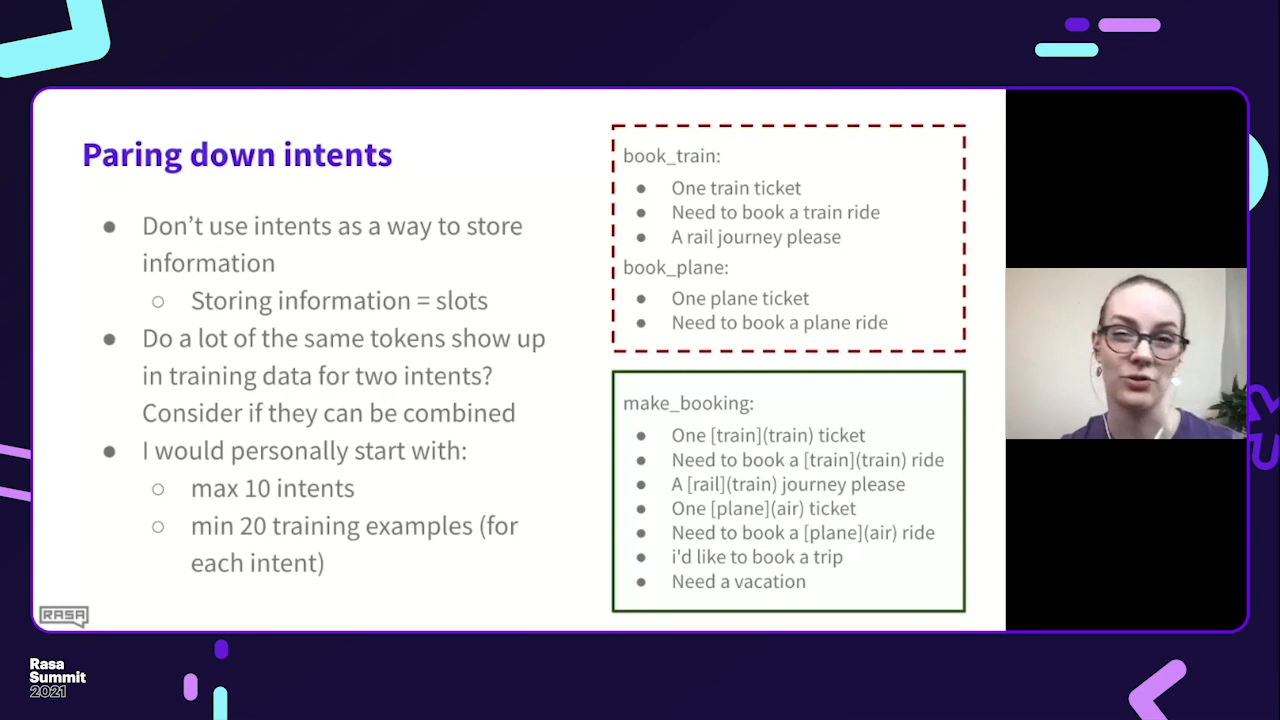 Paring down intents
● Don’t use intents as a way to store
information
○ Storing information = slots
● Do a lot of the same tokens show up
in training data for two intents?
Consider if they can be combined
● I would personally start with:
○ max 10 intents
○ min 20 training examples (for
each intent)
book_train:
● One train ticket
● Need to book a train ride
● A rail journey please
book_plane:
● One plane ticket
● Need to book a plane ride
make_booking:
● One [train](train) ticket
● Need to book a [train](train) ride
● A [rail](train) journey please
● One [plane](air) ticket
● Need to book a [plane](air) ride
● i'd like to book a trip
● Need a vacation
RASA
Rasa
Summit
2021